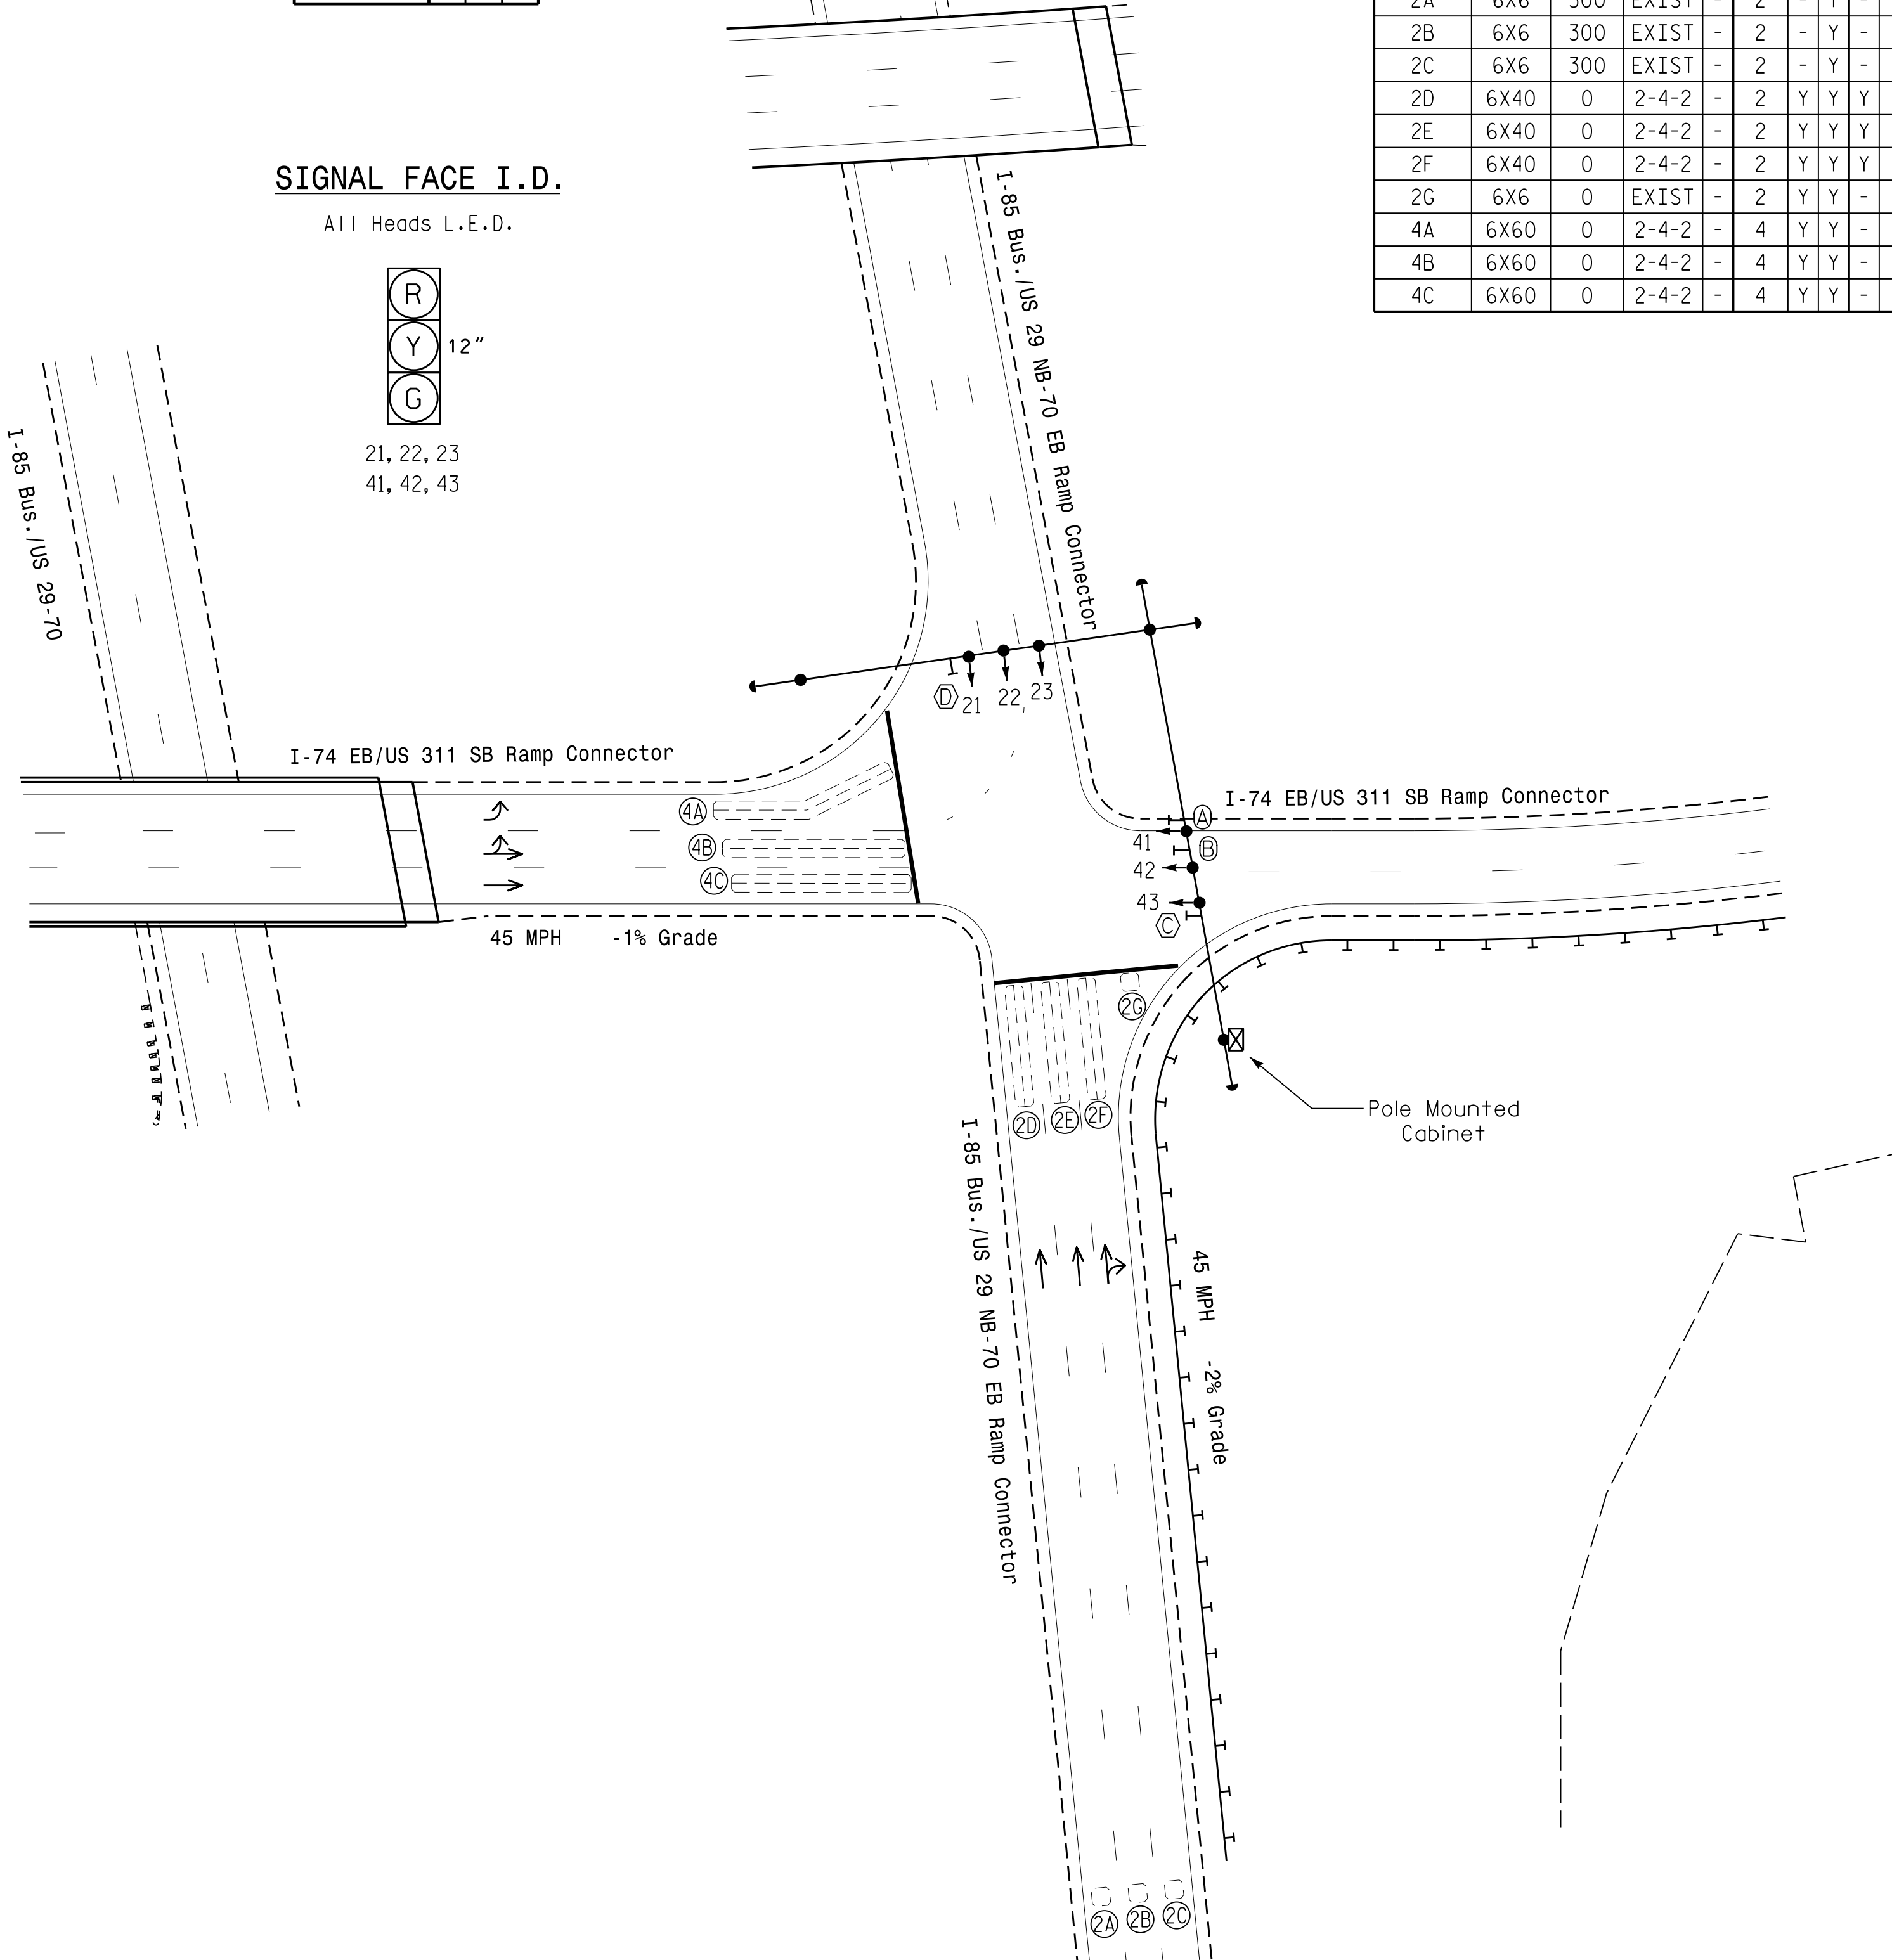 2A 6X6 300 EXIST - 2 - Y -
2B 6X6 300 EXIST - 2 - Y -
2C 6X6 300 EXIST - 2 - Y -
2D 6X40 0 2-4-2 - 2 Y Y Y
2E 6X40 0 2-4-2 - 2 Y Y Y
2F 6X40 0 2-4-2 - 2 Y Y Y
2G 6X6 0 EXIST - 2 Y Y -
4A 6X60 0 2-4-2 - 4 Y Y -
4B 6X60 0 2-4-2 - 4 Y Y -
4C 6X60 0 2-4-2 - 4 Y Y -
SIGNAL FACE I.D.
All Heads L.E.D.
R
Y 12"
G
21, 22, 23
41, 42, 43
I-85 Bus./US 29 NB-70 EB Ramp Connector
I-85 Bus./US 29-70
D 21 22 23
I-74 EB/US 311 SB Ramp Connector
I-74 EB/US 311 SB Ramp Connector
4A
4B
4C
A
41
B
42
43
C
45 MPH -1% Grade
2G
2D 2E 2F
Pole Mounted
Cabinet
I-85 Bus./US 29 NB-70 EB Ramp Connector
45 MPH -2% Grade
2A 2B 2C